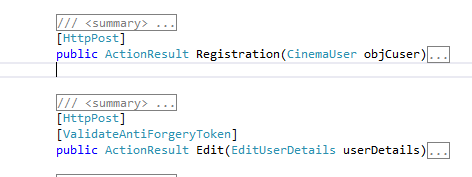 /// <summary> ...
[HttpPost]
public ActionResult Registration(CinemaUser objCuser)...
/// <summary> ...
[HttpPost]
[ValidateAntiForgeryToken]
public ActionResult Edit(EditUserDetails userDetails)...